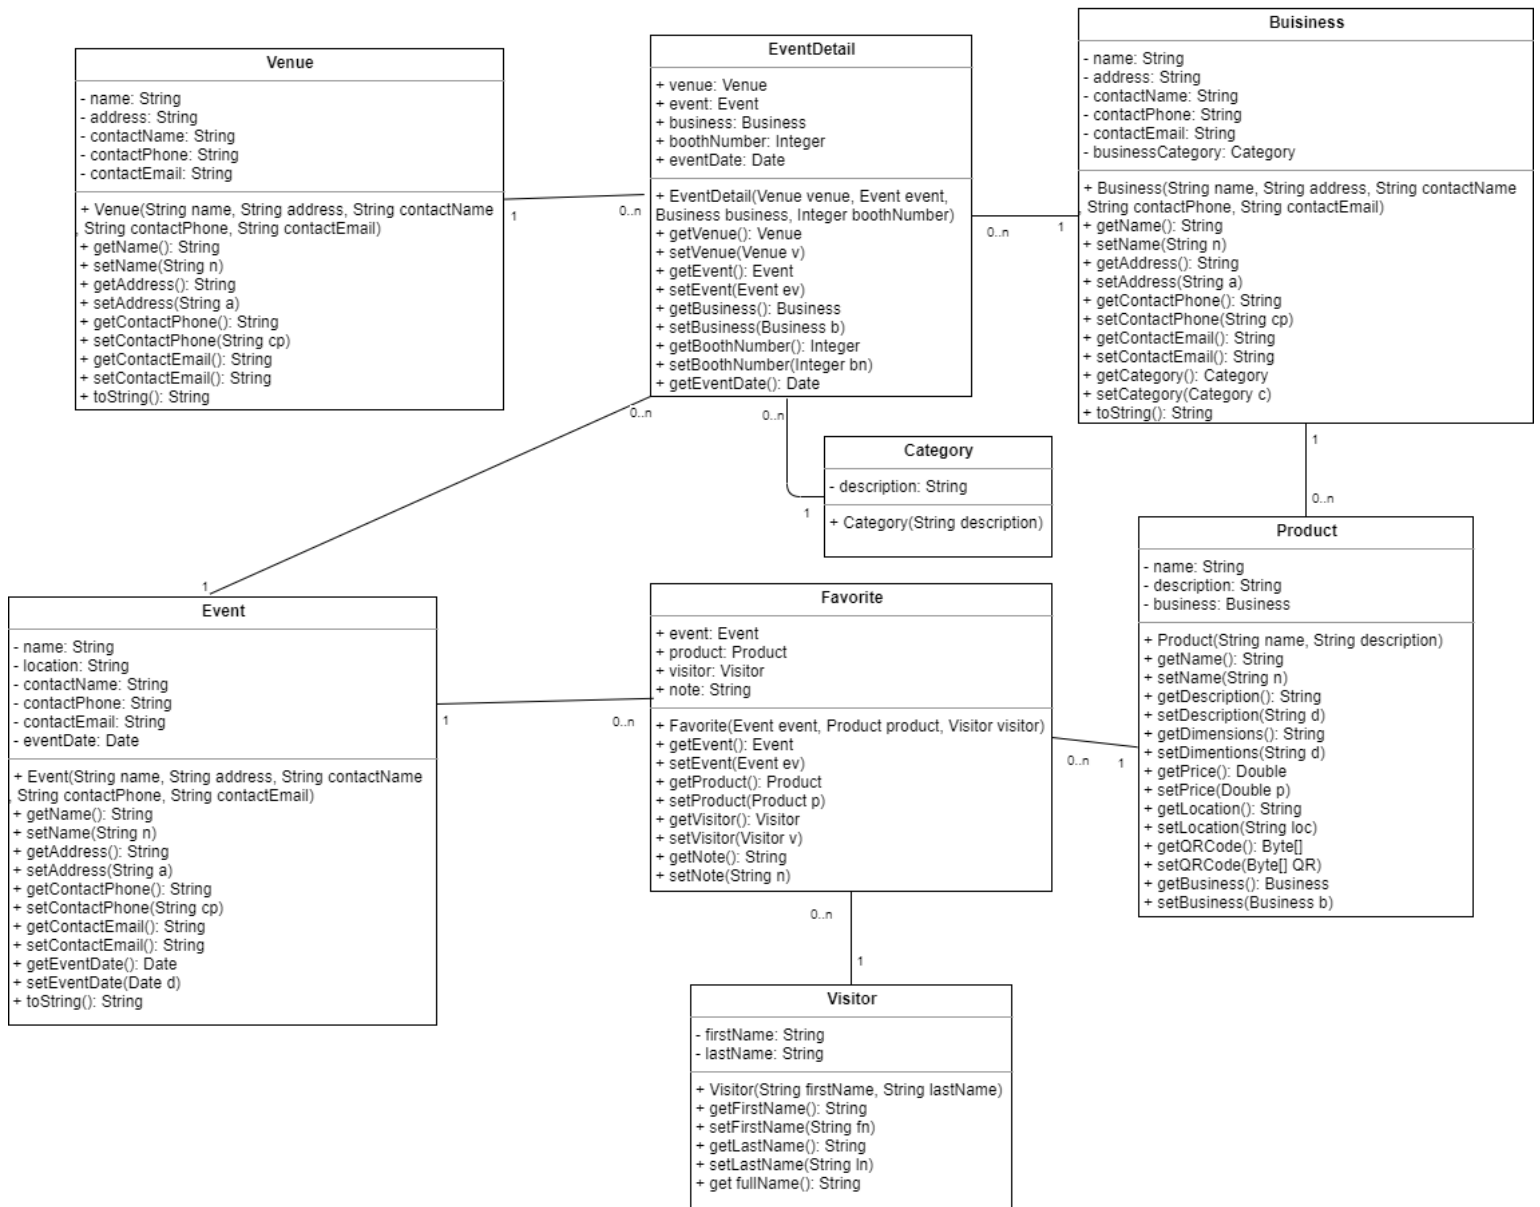 Venue
- name: String
- address: String
- contactName: String
- contactPhone: String
- contactEmail: String
+ Venue(String name, String address, String contactName
, String contactPhone, String contactEmail)
+ getName(): String
+ setName(String n)
+ getAddress(): String
+ setAddress(String a)
+ getContactPhone(): String
+ setContactPhone(String cp)
+ getContactEmail(): String
+ setContactEmail(): String
+ toString(): String
1
0..n
EventDetail
+ venue: Venue
+ event: Event
+ business: Business
+ boothNumber: Integer
+ eventDate: Date
+ EventDetail(Venue venue, Event event,
Business business, Integer boothNumber)
+ getVenue(): Venue
+ setVenue(Venue v)
+ getEvent(): Event
+ setEvent(Event ev)
+ getBusiness(): Business
+ setBusiness(Business b)
+ getBoothNumber(): Integer
+ setBoothNumber(Integer bn)
+ getEventDate(): Date
0..n
1
Buisiness
- name: String
- address: String
- contactName: String
- contactPhone: String
- contactEmail: String
- businessCategory: Category
+ Business(String name, String address, String contactName
, String contactPhone, String contactEmail)
+ getName(): String
+ setName(String n)
+ getAddress(): String
+ setAddress(String a)
+ getContactPhone(): String
+ setContactPhone(String cp)
+ getContactEmail(): String
+ setContactEmail(): String
+ getCategory(): Category
+ setCategory(Category c)
+ toString(): String
0..n
0..n
1
Category
- description: String
+ Category(String description)
1
1
0..n
Product
- name: String
- description: String
- business: Business
+ Product(String name, String description)
+ getName(): String
+ setName(String n)
+ getDescription(): String
+ setDescription(String d)
+ getDimensions(): String
+ setDimentions(String d)
+ getPrice(): Double
+ setPrice(Double p)
+ getLocation(): String
+ setLocation(String loc)
+ getQRCode(): Byte[]
+ setQRCode(Byte[] QR)
+ getBusiness(): Business
+ setBusiness(Business b)
1
Event
- name: String
- location: String
- contactName: String
- contactPhone: String
- contactEmail: String
- eventDate: Date
+ Event(String name, String address, String contactName
, String contactPhone, String contactEmail)
+ getName(): String
+ setName(String n)
+ getAddress(): String
+ setAddress(String a)
+ getContactPhone(): String
+ setContactPhone(String cp)
+ getContactEmail(): String
+ setContactEmail(): String
+ getEventDate(): Date
+ setEventDate(Date d)
+ toString(): String
1
0..n
Favorite
+ event: Event
+ product: Product
+ visitor: Visitor
+ note: String
+ Favorite(Event event, Product product, Visitor visitor)
+ getEvent(): Event
+ setEvent(Event ev)
+ getProduct(): Product
+ setProduct(Product p)
+ getVisitor(): Visitor
+ setVisitor(Visitor v)
+ getNote(): String
+ setNote(String n)
0..n
1
0..n
1
Visitor
- firstName: String
- lastName: String
+ Visitor(String firstName, String lastName)
+ getFirstName(): String
+ setFirstName(String fn)
+ getLastName(): String
+ setLastName(String ln)
+ get fullName(): String